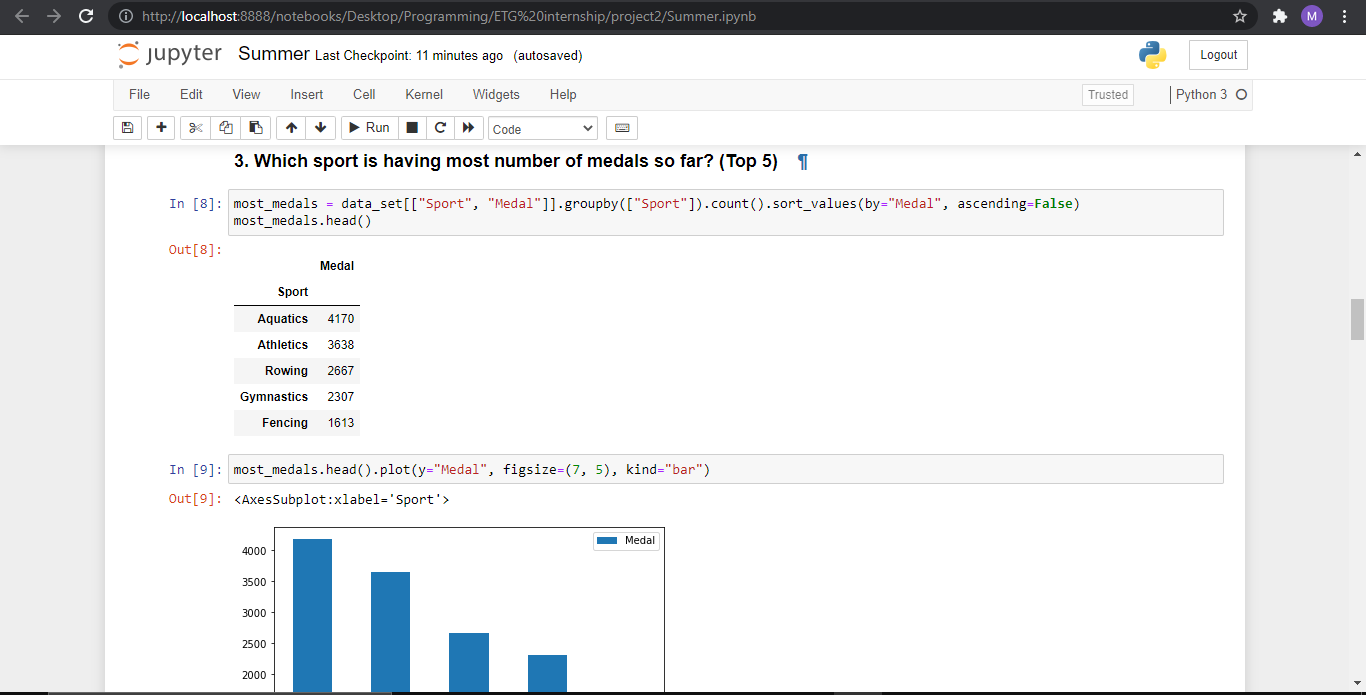 http://localhost:8888/notebooks/Desktop/Programming/ETG%20internship/project2/Summer.ipynb
M
jupyter Summer Last Checkpoint: 11 minutes ago (autosaved)
Logout
File Edit View Insert Cell Kernel Widgets Help
Trusted
Python 3
Run
Code
3. Which sport is having most number of medals so far? (Top 5) ¶
In [8]: most_medals = data_set[["Sport", "Medal"]].groupby(["Sport"]).count().sort_values(by="Medal", ascending=False)
most_medals.head()
Out[8]:
Medal
Sport
Aquatics 4170
Athletics 3638
Rowing 2667
Gymnastics 2307
Fencing 1613
In [9]: most_medals.head().plot(y="Medal", figsize=(7, 5), kind="bar")
Out[9]: <AxesSubplot:xlabel='Sport'>
Medal
4000
3500
3000
2500
2000